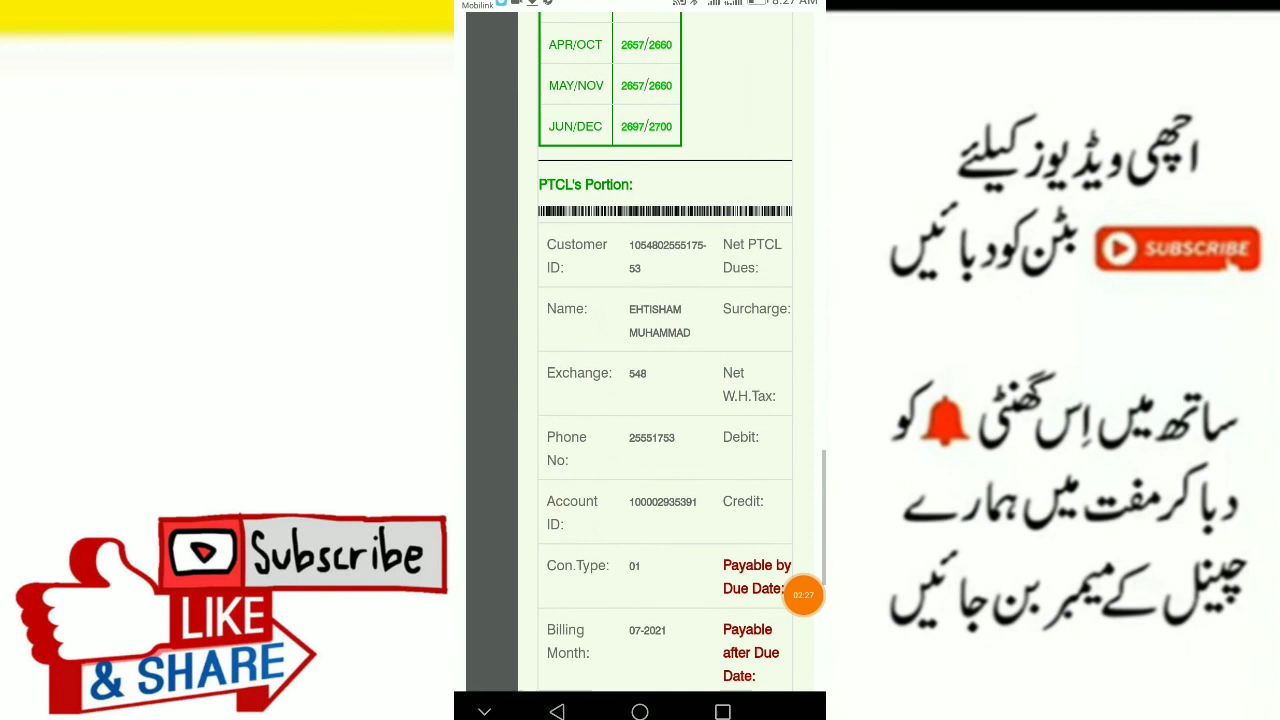 Mobilink
8:27 AM
APR/OCT 2657/2660
MAY/NOV 2657/2660
JUN/DEC 2697/2700
PTCL's Portion:
Customer ID: 1054802555175-53 Net PTCL Dues:
Name: EHTISHAM MUHAMMAD Surcharge:
Exchange: 548 Net W.H.Tax:
Phone No: 25551753 Debit:
Account ID: 100002935391 Credit:
Con.Type: 01 Payable by Due Date:
Billing Month: 07-2021 Payable after Due Date:
02:27
Subscribe
LIKE
& SHARE
اچھی ویڈیوز کیلئے
بٹن کو دبائیں
SUBSCRIBE
ساتھ میں اِس گھنٹی کو
دبا کر مفت میں ہمارے
چینل کے میمبر بن جائیں